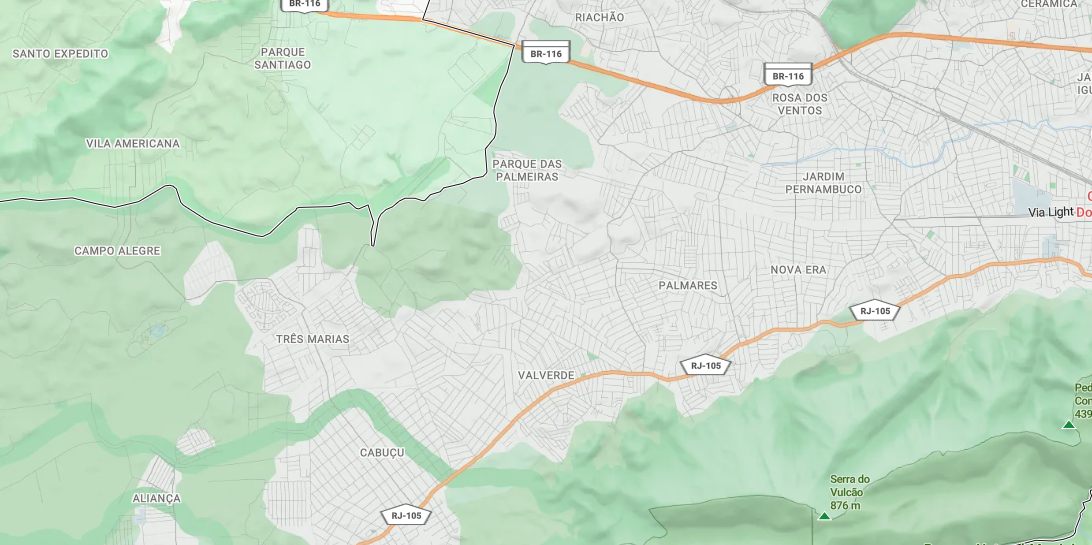 BR-116
RIACHÃO
CERÂMICA
SANTO EXPEDITO
PARQUE
SANTIAGO
BR-116
BR-116
ROSA DOS
VENTOS
VILA AMERICANA
PARQUE DAS
PALMEIRAS
JARDIM
PERNAMBUCO
Via Light
CAMPO ALEGRE
NOVA ERA
PALMARES
RJ-105
TRÊS MARIAS
RJ-105
VALVERDE
439
CABUÇU
Serra do
Vulcão
876 m
ALIANÇA
RJ-105